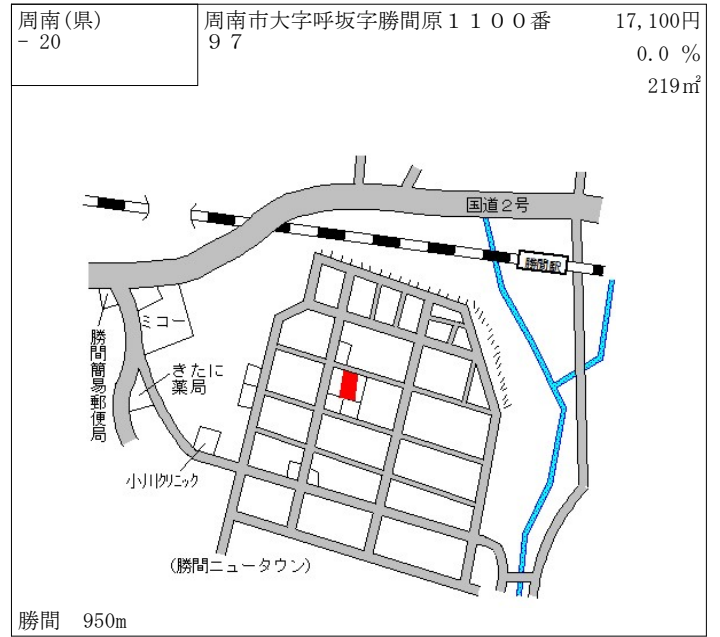 周南(県)
- 20
周南市大字呼坂字勝間原１１００番
９７
17,100円
0.0 %
219㎡
国道２号
勝間駅
ミコー
勝間簡易郵便局
きたに
薬局
小川クリニック
(勝間ニュータウン)
勝間　950m